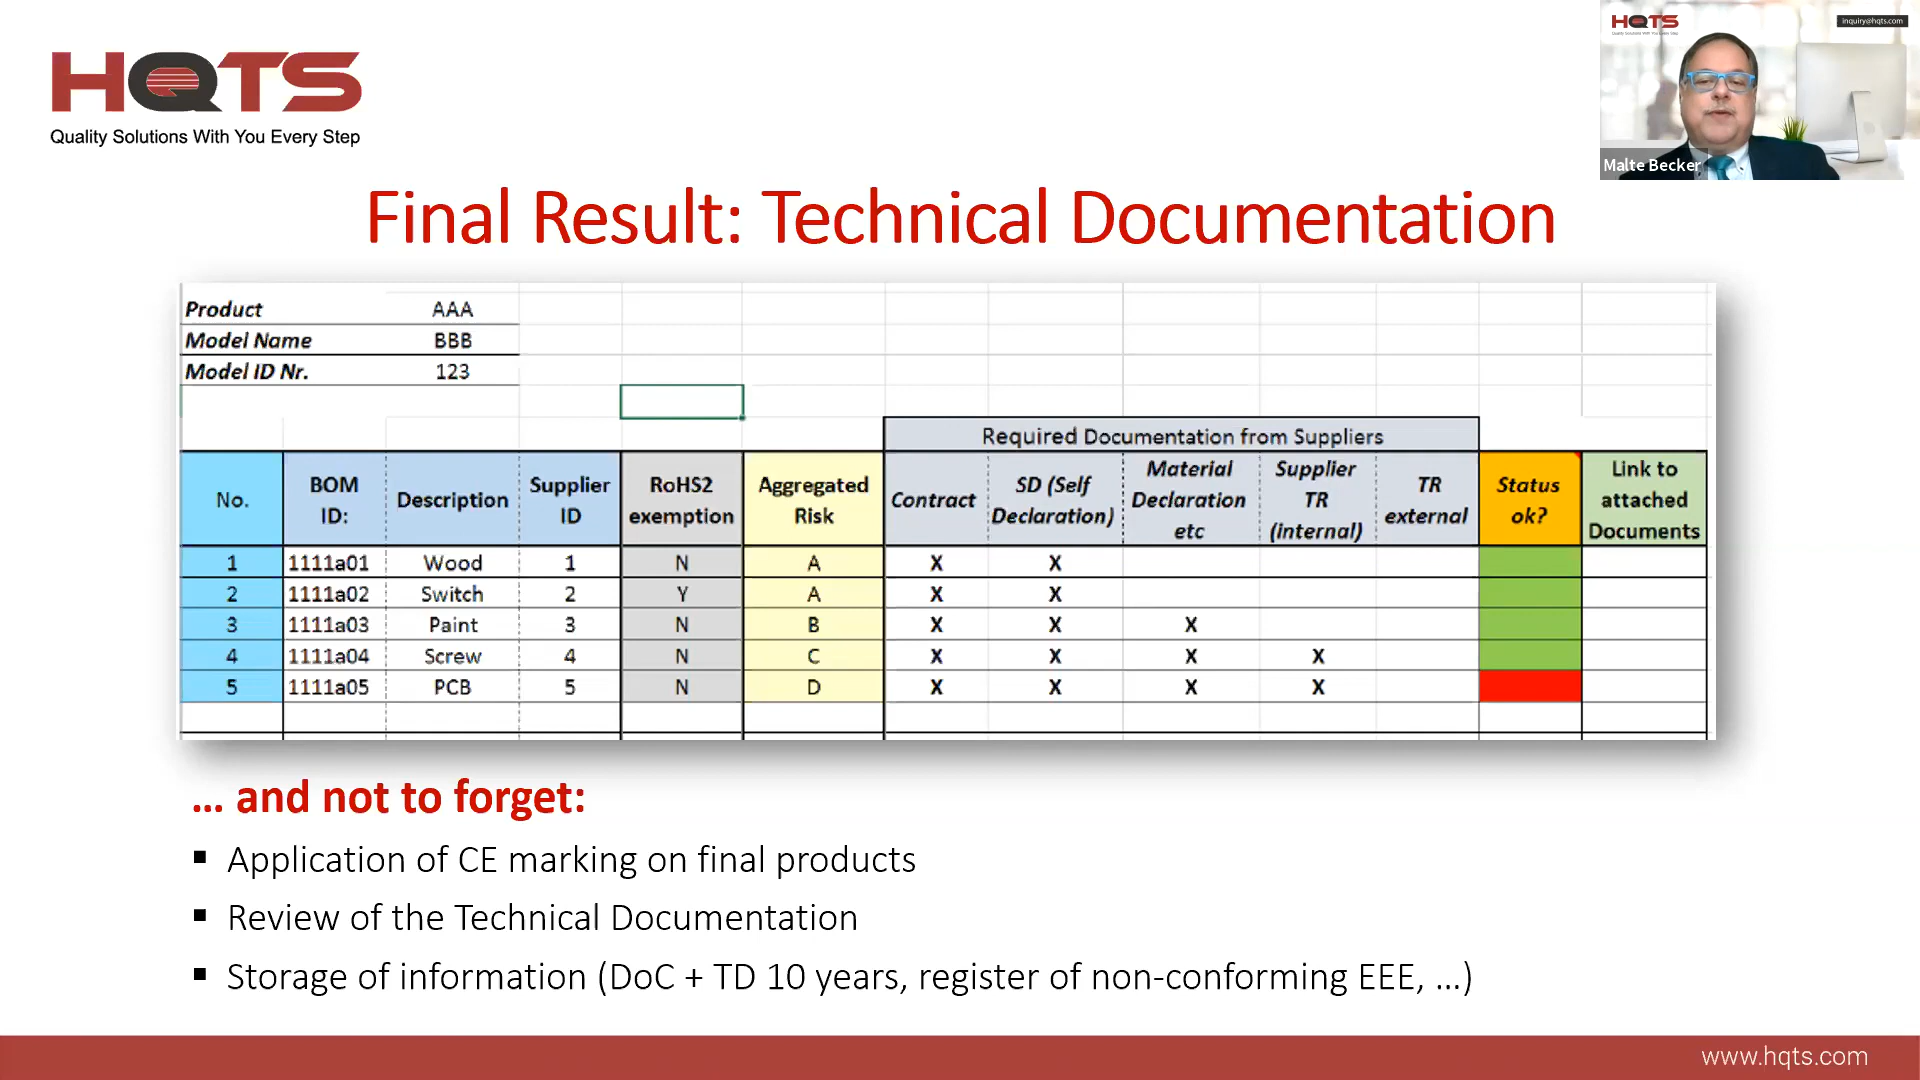 HQTS
Quality Solutions With You Every Step
HQTS
inquiry@hqts.com
Malte Becker
Final Result: Technical Documentation
Product AAA
Model Name BBB
Model ID Nr. 123
Required Documentation from Suppliers
No. BOM ID: Description Supplier ID RoHS2 exemption Aggregated Risk Contract SD (Self Declaration) Material Declaration etc Supplier TR (internal) TR external Status ok? Link to attached Documents
1 1111a01 Wood 1 N A X X
2 1111a02 Switch 2 Y A X X
3 1111a03 Paint 3 N B X X X
4 1111a04 Screw 4 N C X X X X
5 1111a05 PCB 5 N D X X X X
... and not to forget:
▪ Application of CE marking on final products
▪ Review of the Technical Documentation
▪ Storage of information (DoC + TD 10 years, register of non-conforming EEE, ...)
www.hqts.com